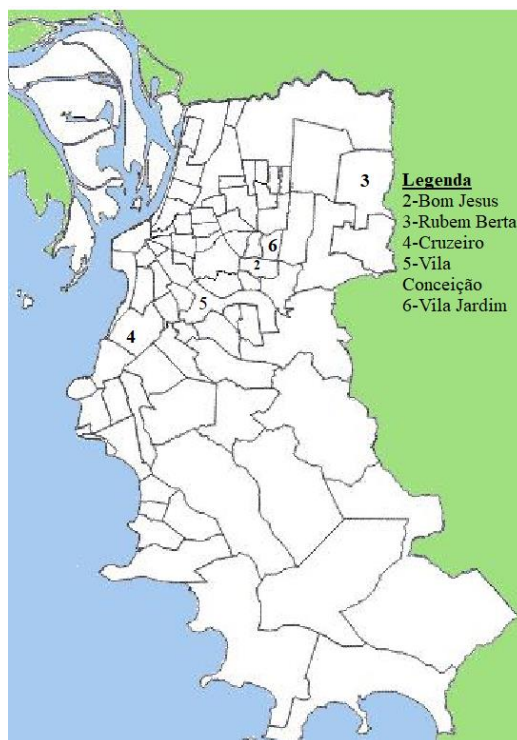 3
Legenda
2-Bom Jesus
3-Rubem Berta
4-Cruzeiro
5-Vila
Conceição
6-Vila Jardim
6
2
5
4